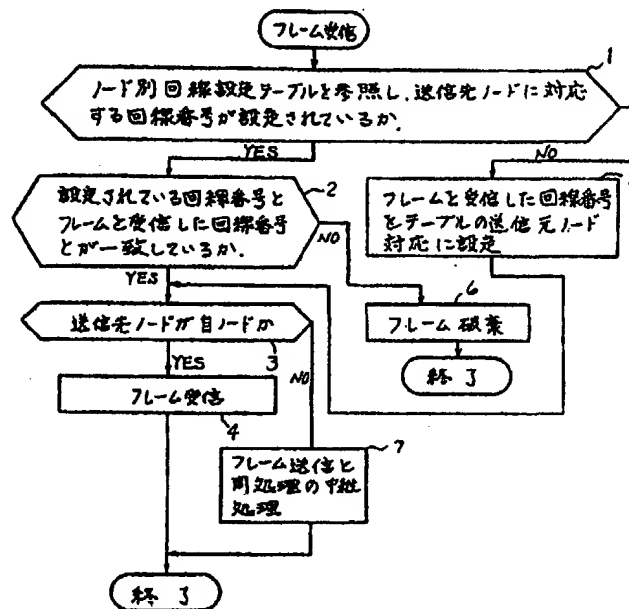 フレーム受信
1
ノード別回線設定テーブルを参照し、送信先ノードに対応
する回線番号が設定されているか.
YES
NO
2
設定されている回線番号と
フレームを受信した回線番号
とが一致しているか.
NO
YES
フレームを受信した回線番号
をテーブルの送信元ノード
対応に設定
6
フレーム破棄
終了
送信先ノードが自ノードか
3
YES
NO
フレーム受信
4
7
フレーム送信と
同処理の中継
処理
終了